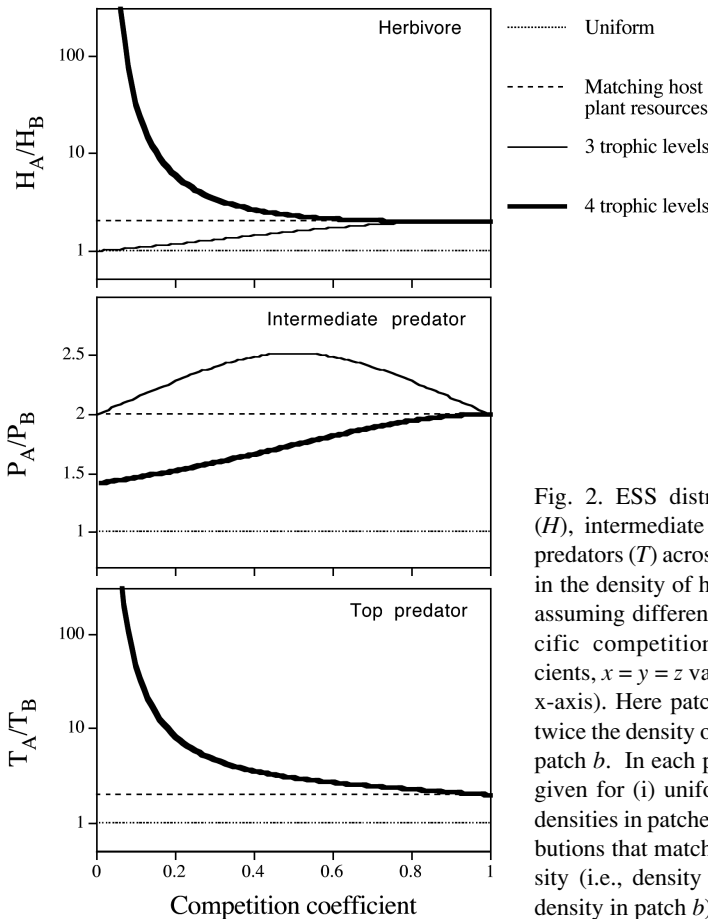 Herbivore
100
10
1
H_A/H_B
Uniform
Matching host
plant resources
3 trophic levels
4 trophic levels
Intermediate predator
2.5
2
1.5
1
P_A/P_B
Top predator
100
10
1
T_A/T_B
0 0.2 0.4 0.6 0.8 1
Competition coefficient
Fig. 2. ESS distr
(H), intermediate
predators (T) across
in the density of h
assuming differen
cific competition
cients, x = y = z va
x-axis). Here patc
twice the density o
patch b. In each p
given for (i) unifo
densities in patche
butions that match
sity (i.e., density
density in patch b)